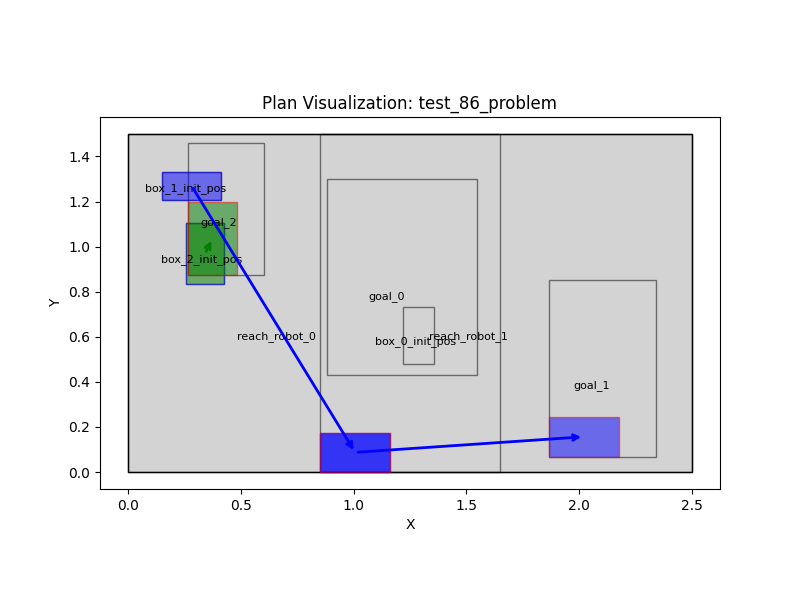 Plan Visualization: test_86_problem
1.4
1.2
1.0
0.8
0.6
0.4
0.2
0.0
Y
box_1_init_pos
goal_2
box_2_init_pos
goal_0
reach_robot_0
box_0_init_pos
reach_robot_1
goal_1
0.0
0.5
1.0
1.5
2.0
2.5
X